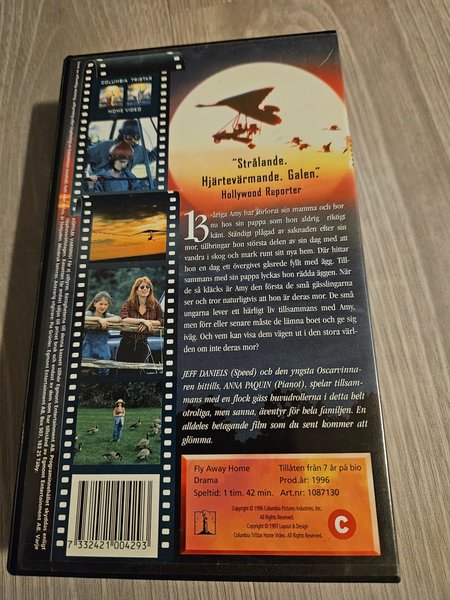 COLUMBIA TRISTAR
HOME VIDEO
"Strålande.
Hjärtevärmande. Galen."
Hollywood Reporter
13-åriga Amy har förlorat sin mamma och bor
nu hos sin pappa som hon aldrig riktigt
känt. Ständigt plågad av saknaden efter sin
mor, tillbringar hon större delen av sin dag med att
vandra i skog och mark runt sitt nya hem. Där hittar
hon en dag ett övergivet gåsrede fyllt med ägg. Till-
sammans med sin pappa lyckas hon rädda äggen. När
de så kläcks är Amy den första de små gässlingarna
ser och tror naturligtvis att hon är deras mor. De små
ungarna lever ett härligt liv tillsammans med Amy,
men förr eller senare måste de lämna boet och ge sig
iväg. Och vem kan visa dem vägen ut i den stora värl-
den om inte deras mor?
JEFF DANIELS (Speed) och den yngsta Oscarvinna-
ren hittills, ANNA PAQUIN (Pianot), spelar tillsam-
mans med en flock gäss huvudrollerna i detta helt
otroliga, men sanna, äventyr för hela familjen. En
alldeles betagande film som du sent kommer att
glömma.
Fly Away Home
Drama
Speltid: 1 tim. 42 min.
Tillåten från 7 år på bio
Prod.år: 1996
Art.nr: 1087130
Copyright © 1996 Columbia Pictures Industries, Inc.
All Rights Reserved.
Copyright © 1997 Layout & Design
Columbia TriStar Home Video. All Rights Reserved.
C
7332421004293